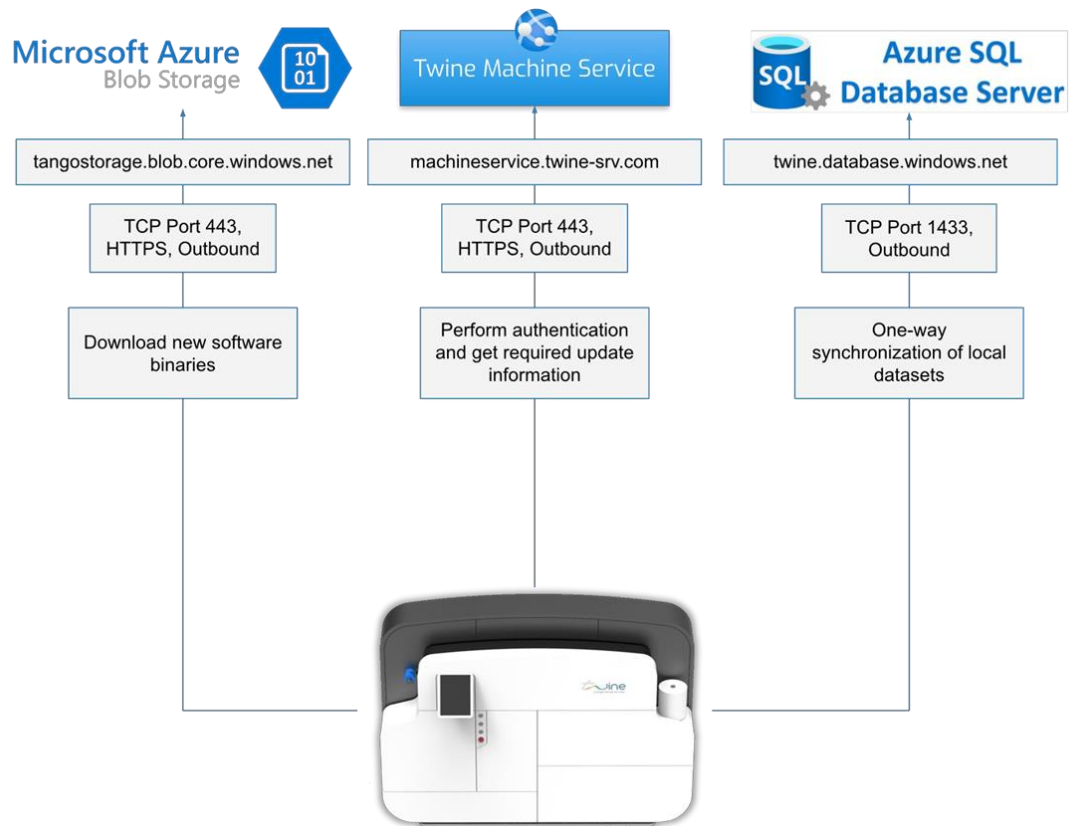 Microsoft Azure
Blob Storage
10
01
Twine Machine Service
SQL
Azure SQL
Database Server
tangostorage.blob.core.windows.net
machineservice.twine-srv.com
twine.database.windows.net
TCP Port 443,
HTTPS, Outbound
TCP Port 443,
HTTPS, Outbound
TCP Port 1433,
Outbound
Download new software
binaries
Perform authentication
and get required update
information
One-way
synchronization of local
datasets